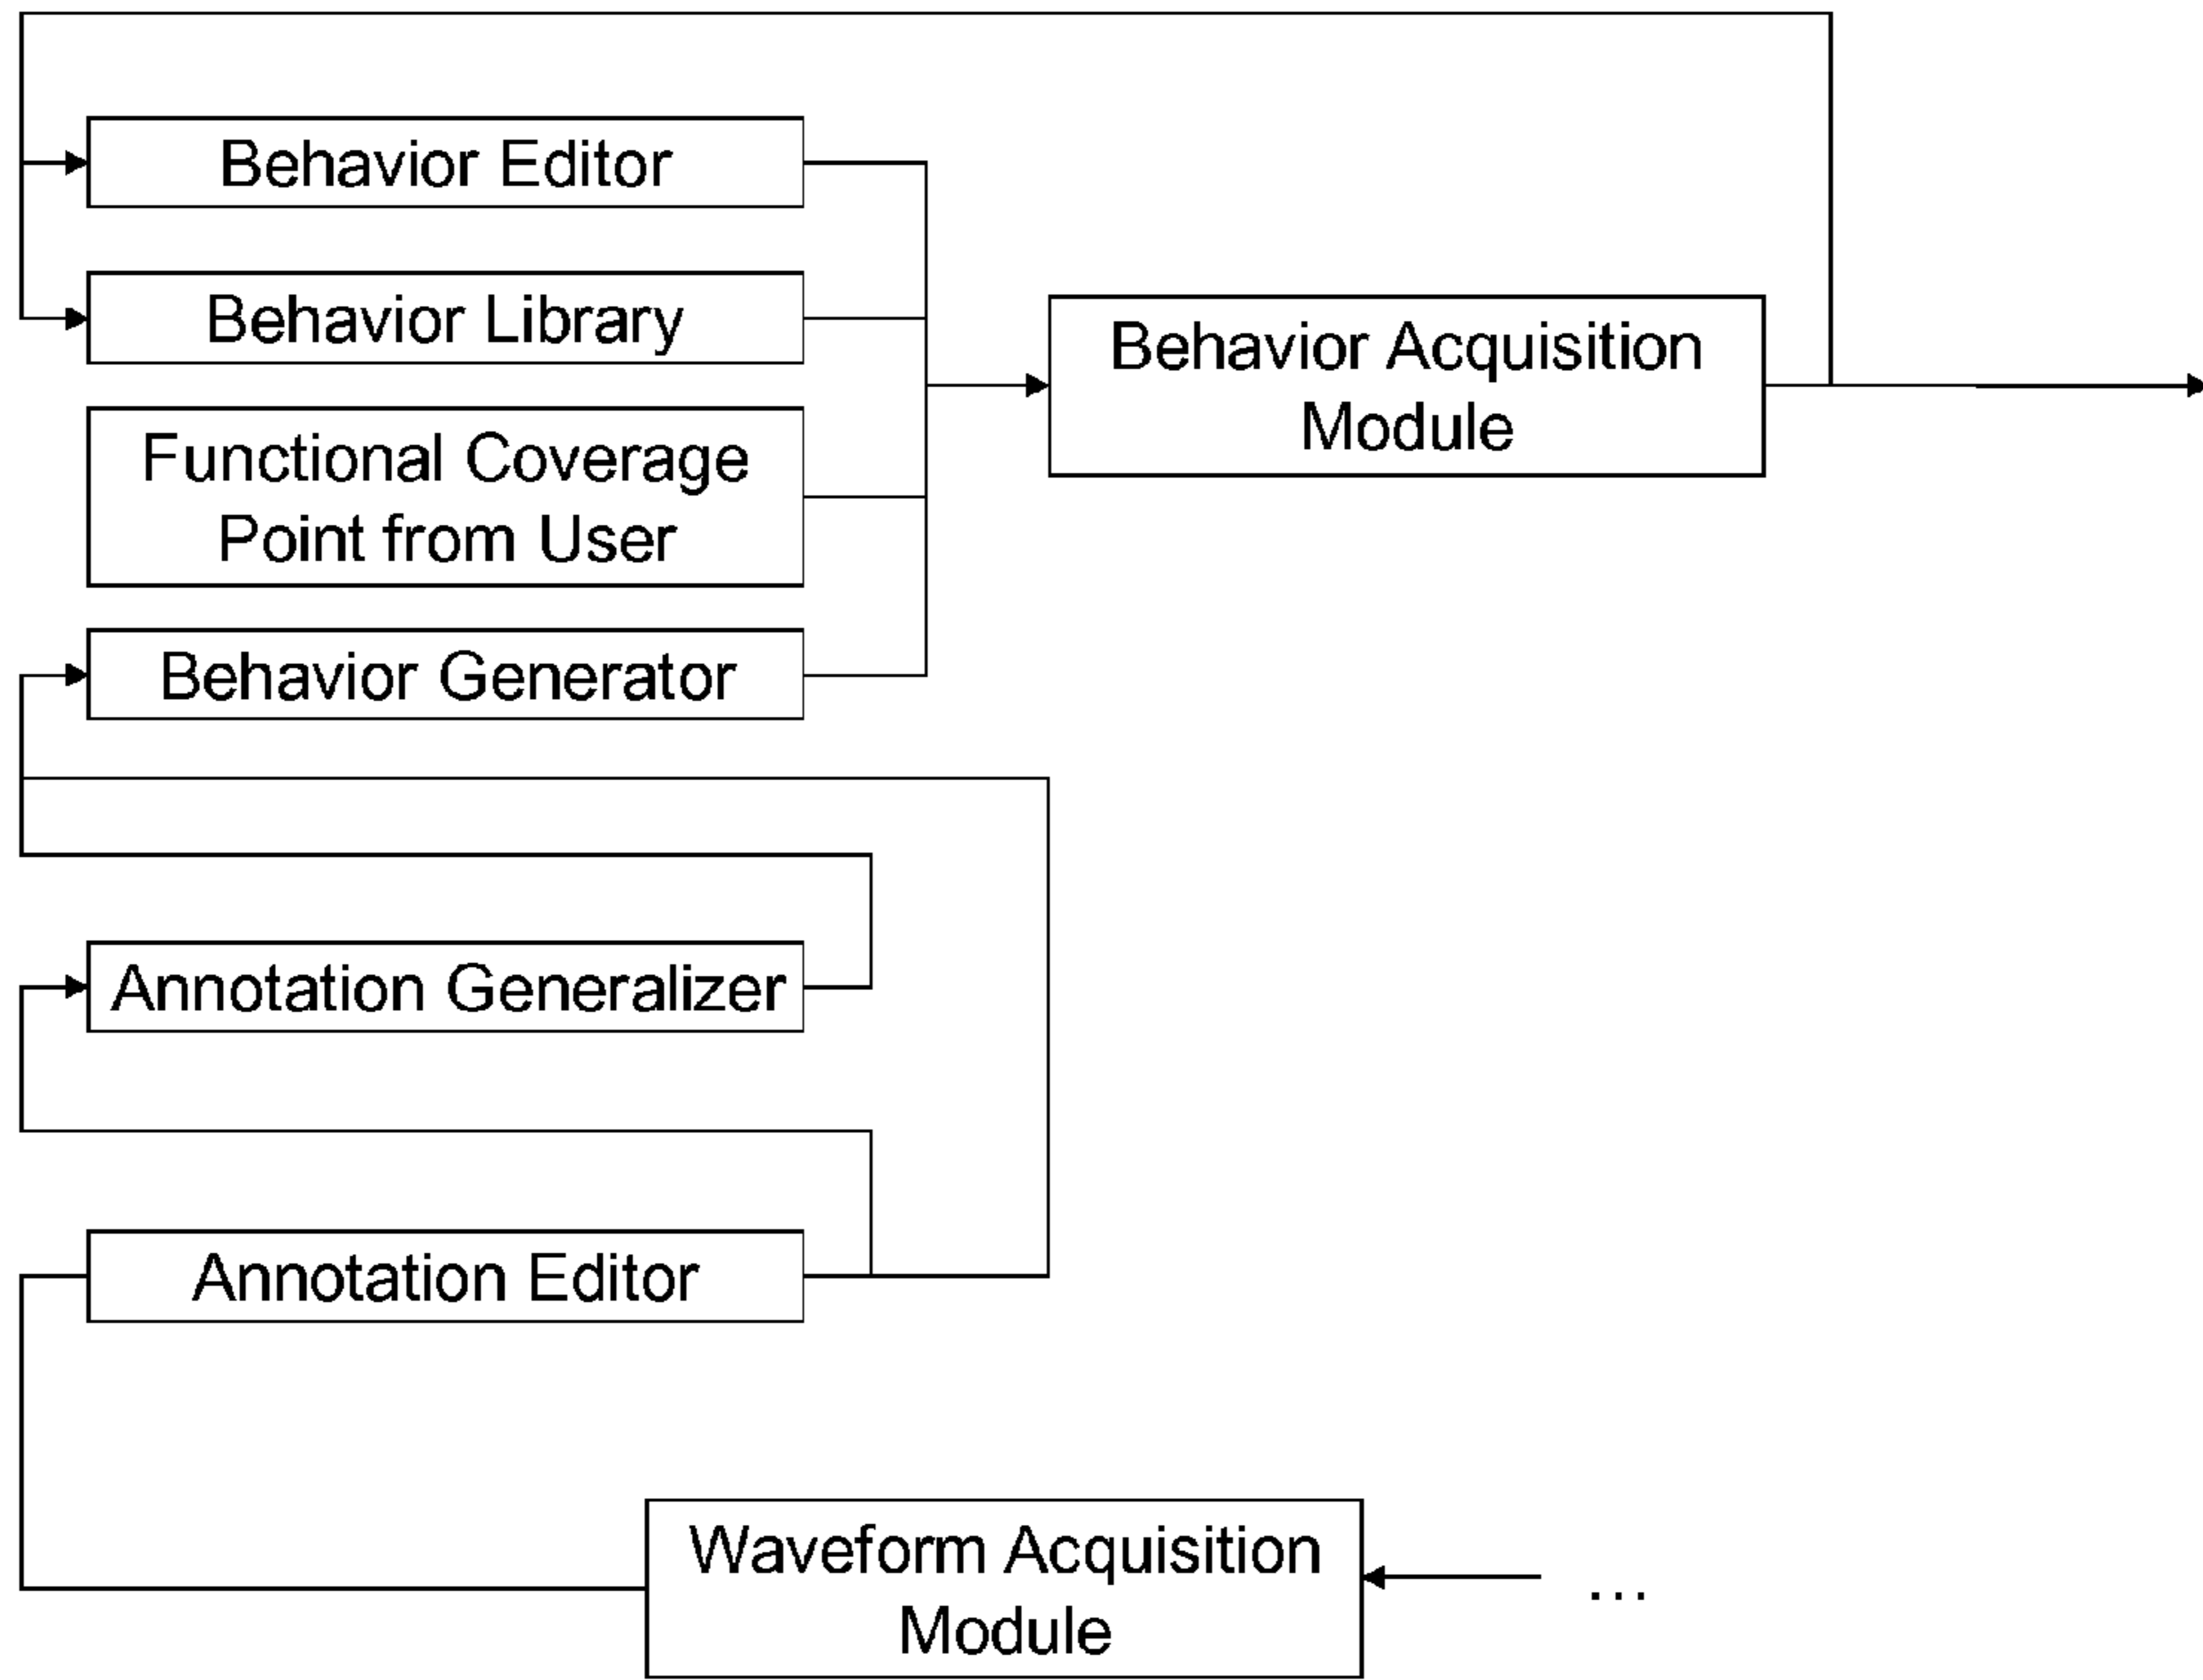 Behavior Editor
Behavior Library
Behavior Acquisition
Module
Functional Coverage
Point from User
Behavior Generator
Annotation Generalizer
Annotation Editor
Waveform Acquisition
Module
...